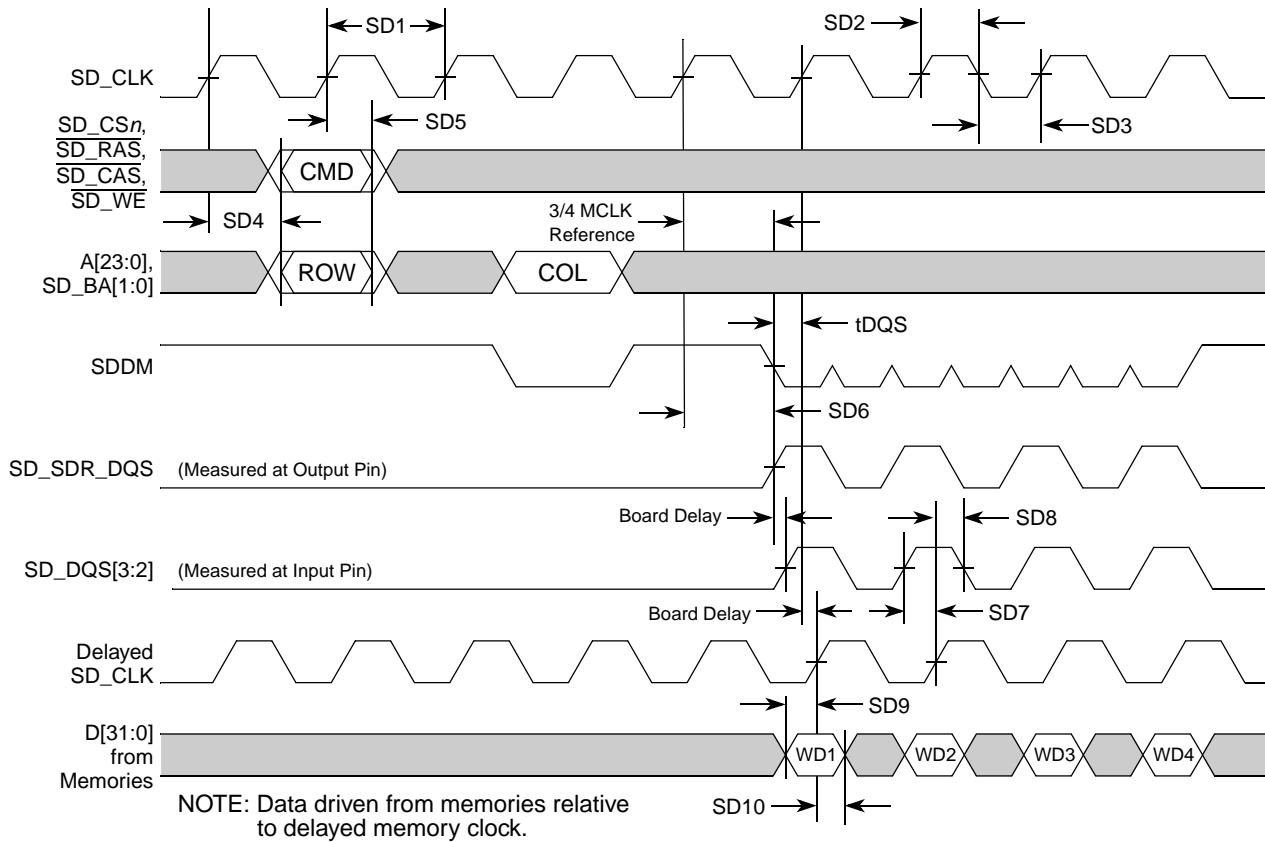 SD1
SD2
SD_CLK
SD3
SD_CSn,
SD_RAS,
SD_CAS,
SD_WE
SD5
CMD
SD4
3/4 MCLK
Reference
A[23:0],
SD_BA[1:0]
ROW
COL
tDQS
SDDM
SD6
SD_SDR_DQS
(Measured at Output Pin)
Board Delay
SD8
SD_DQS[3:2]
(Measured at Input Pin)
Board Delay
SD7
Delayed
SD_CLK
SD9
D[31:0]
from
Memories
WD1
WD2
WD3
WD4
SD10
NOTE: Data driven from memories relative
to delayed memory clock.